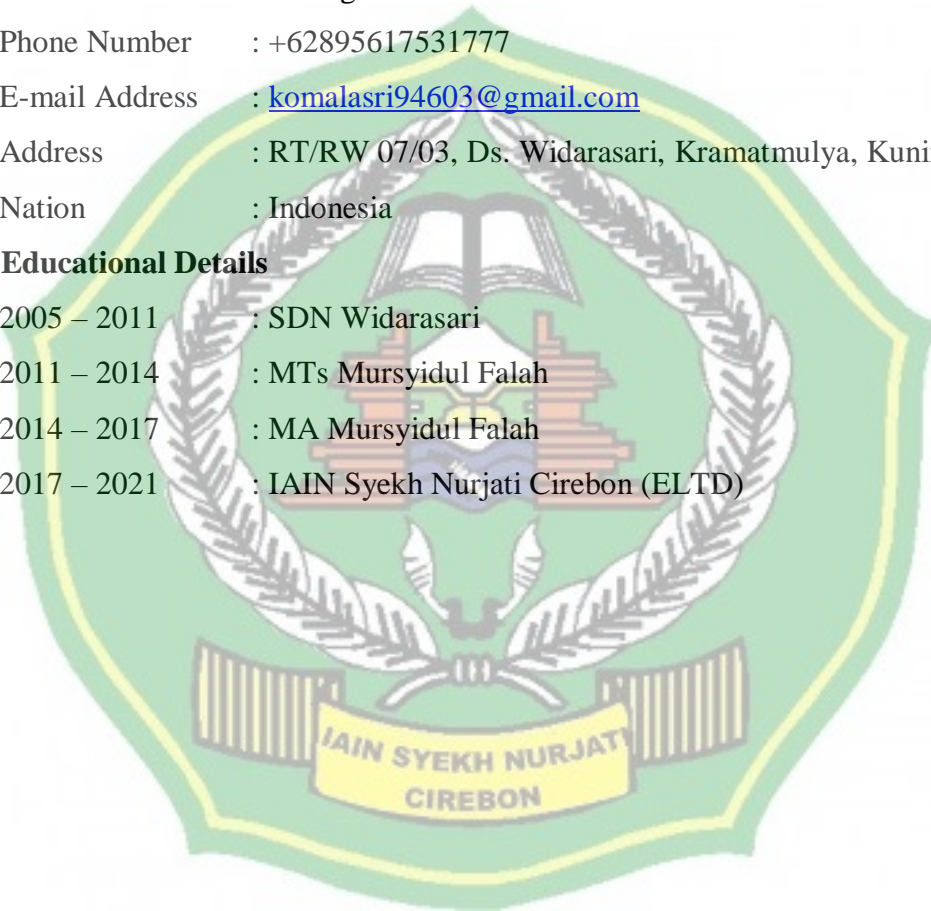 Phone Number : +62895617531777
E-mail Address : komalasri94603@gmail.com
Address : RT/RW 07/03, Ds. Widarasari, Kramatmulya,
Nation : Indonesia
Educational Details
2005 – 2011 : SDN Widarasari
2011 – 2014 : MTs Mursyidul Falah
2014 – 2017 : MA Mursyidul Falah
2017 – 2021 : IAIN Syekh Nurjati Cirebon (ELTD)
IAIN SYEKH NURJATI
CIREBON